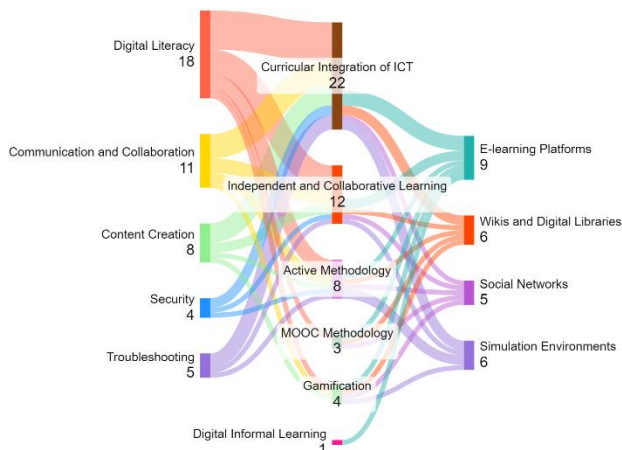 Digital Literacy
18
Communication and Collaboration
11
Content Creation
8
Security
4
Troubleshooting
5
Curricular Integration of ICT
22
Independent and Collaborative Learning
12
Active Methodology
8
MOOC Methodology
3
Gamification
4
Digital Informal Learning
1
E-learning Platforms
9
Wikis and Digital Libraries
6
Social Networks
5
Simulation Environments
6